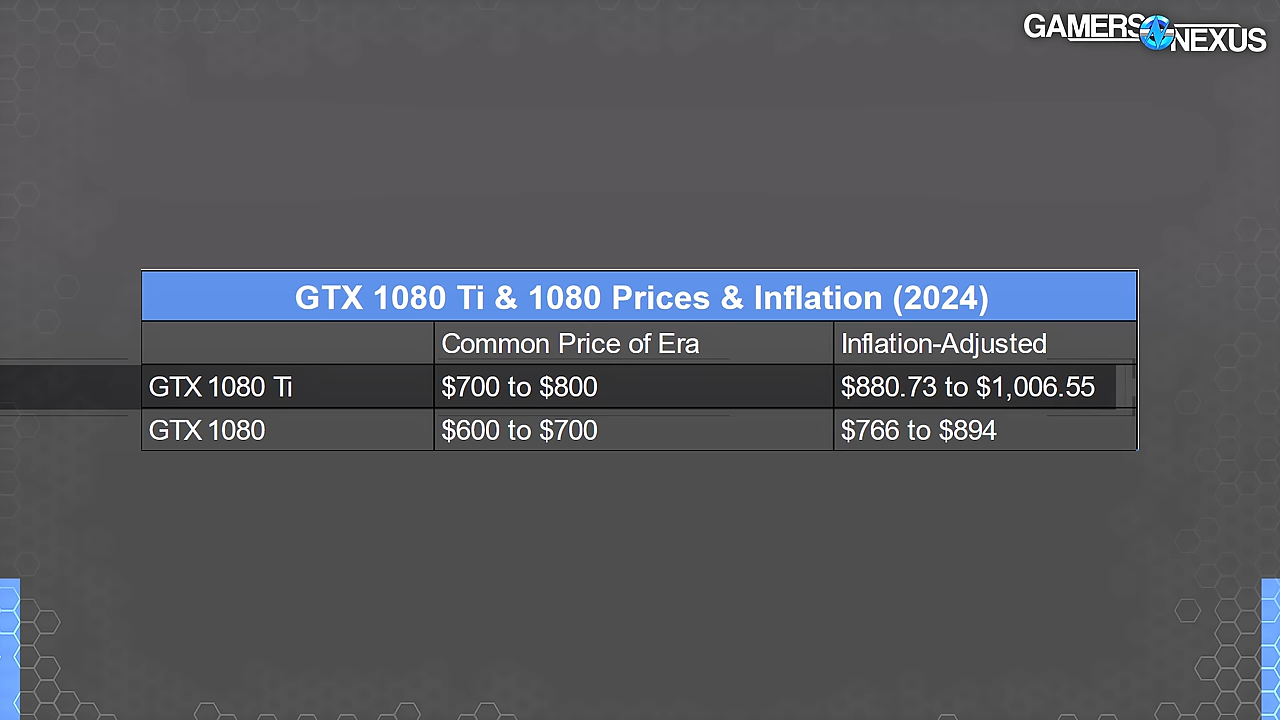 GAMERS NEXUS
GTX 1080 Ti & 1080 Prices & Inflation (2024)
Common Price of Era Inflation-Adjusted
GTX 1080 Ti $700 to $800 $880.73 to $1,006.55
GTX 1080 $600 to $700 $766 to $894